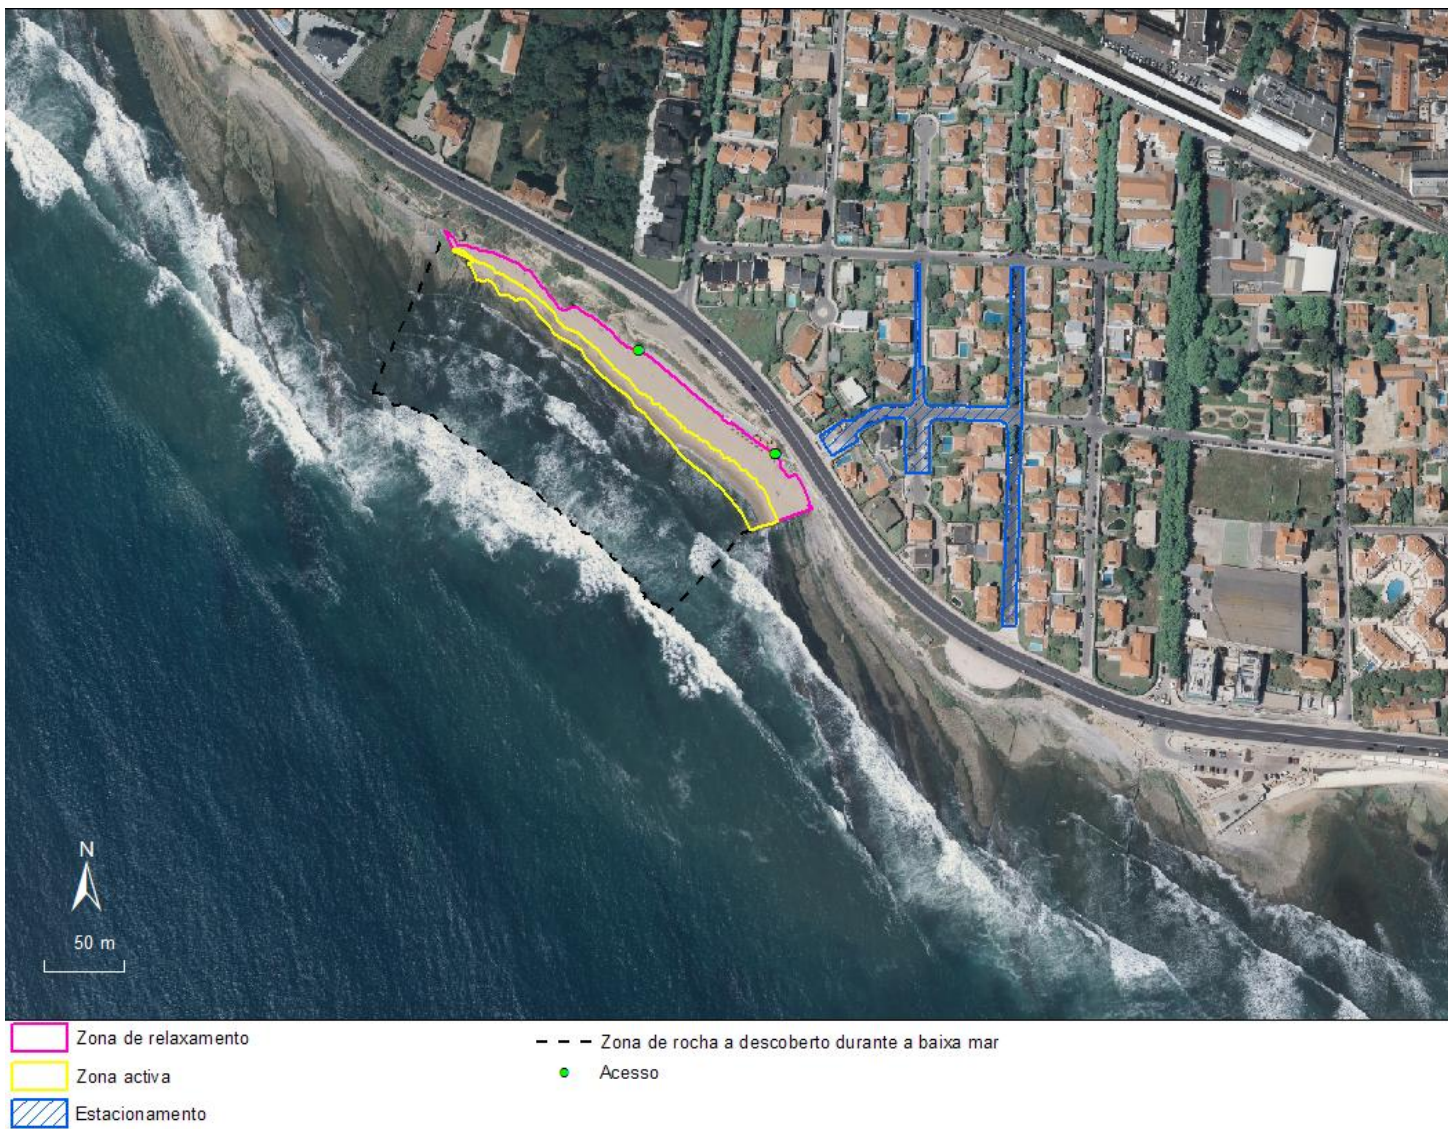 N
50 m
Zona de relaxamento
Zona de rocha a descoberto durante a baixa mar
Zona activa
Acesso
Estacionamento